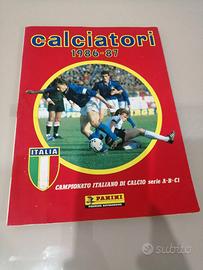 calciatori
1986-87
ITALIA
CAMPIONATO ITALIANO DI CALCIO serie A-B-C1
PANINI
subito